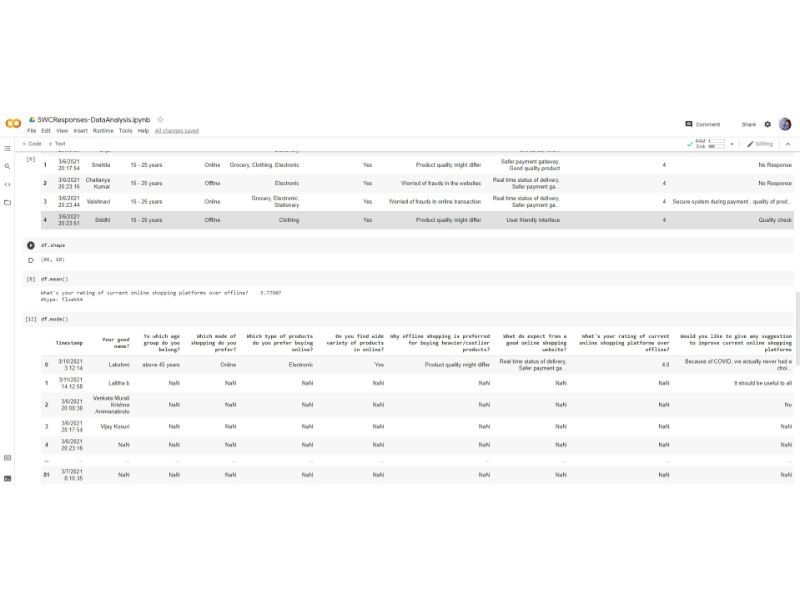 SWCResponses-DataAnalysis.ipynb
File Edit View Insert Runtime Tools Help All changes saved
Comment Share
+ Code + Text RAM Disk Editing
20:17:54 Snehita 15 - 25 years Online Grocery, Clothing, Electronic Yes Product quality might differ Safer payment gateway, Good quality product 4 No Response
2 3/6/2021 20:23:16 Chaitanya Kumar 15 - 25 years Offline Electronic Yes Worried of frauds in the websites Real time status of delivery, Safer payment ga... 4 No Response
3 3/6/2021 20:23:44 Vaishnavi 15 - 25 years Online Grocery, Electronic, Stationary Yes Worried of frauds in online transaction Real time status of delivery, Safer payment ga... 4 Secure system during payment , quality of prod...
4 3/6/2021 20:23:51 Siddhi 15 - 25 years Offline Clothing Yes Product quality might differ User friendly interface 4 Quality check
df.shape
df.mean()
What's your rating of current online shopping platforms over offline? 3.77907
dtype: float64
df.mode()
Timestamp Your good name? To which age group do you belong? Which mode of shopping do you prefer? Which type of products do you prefer buying online? Do you find wide variety of products in online? Why offline shopping is preferred for buying heavier/costlier products? What do expect from a good online shopping website? What's your rating of current online shopping platforms over offline? Would you like to give any suggestion to improve current online shopping platforms
0 3/10/2021 3:12:14 Lakshmi above 45 years Online Electronic Yes Product quality might differ Real time status of delivery, Safer payment ga... 4.0 Because of COVID, we actually never had a choi...
1 3/11/2021 14:12:50 Lalitha b NaN NaN NaN NaN NaN NaN NaN It should be useful to all
2 3/6/2021 20:08:30 Venkata Murali Krishna NaN NaN NaN NaN NaN NaN NaN No
3 3/6/2021 20:17:54 Vijay Kasuri NaN NaN NaN NaN NaN NaN NaN NaN
4 3/6/2021 20:23:16 NaN NaN NaN NaN NaN NaN NaN NaN NaN
... ... ... ... ... ... ... ... ... ... ...
81 3/7/2021 8:10:35 NaN NaN NaN NaN NaN NaN NaN NaN NaN